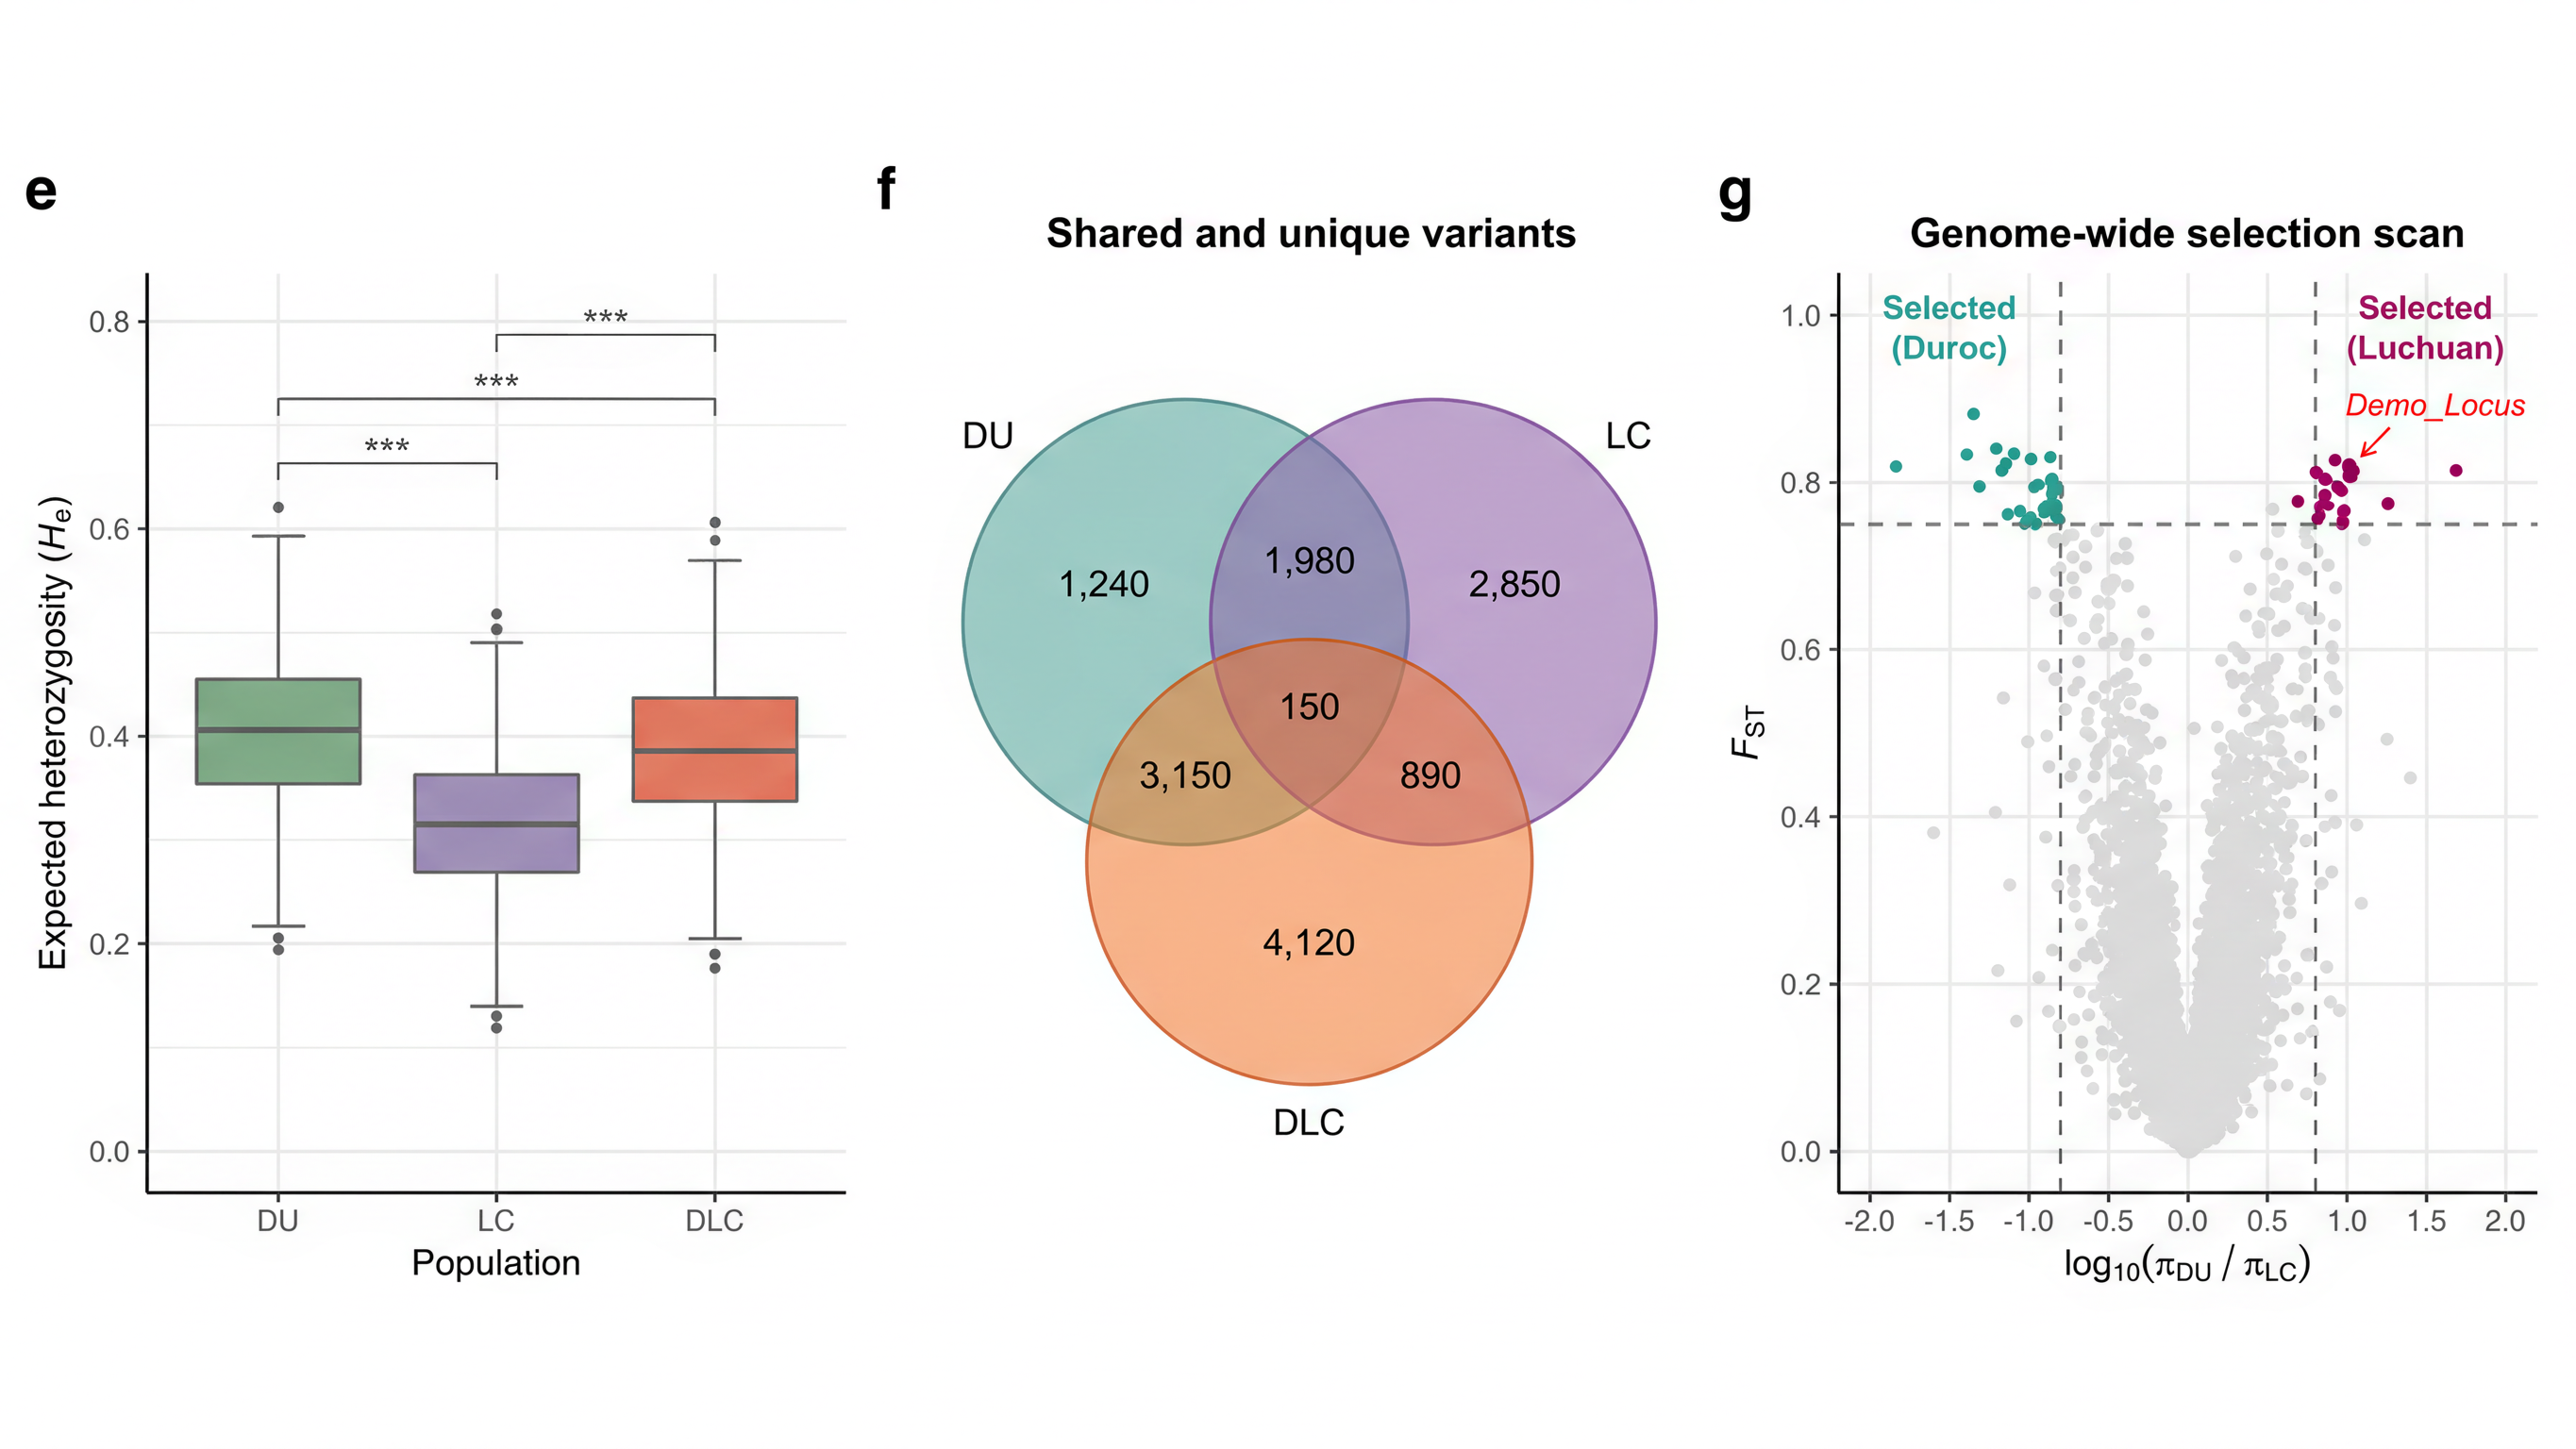 e
0.8
0.6
0.4
0.2
0.0
Expected heterozygosity (He)
***
***
***
DU
LC
DLC
Population
f
Shared and unique variants
DU
LC
1,240
1,980
2,850
150
3,150
890
4,120
DLC
g
Genome-wide selection scan
1.0
0.8
0.6
0.4
0.2
0.0
FST
Selected
(Duroc)
Selected
(Luchuan)
Demo_Locus
-2.0
-1.5
-1.0
-0.5
0.0
0.5
1.0
1.5
2.0
log10(πDU / πLC)